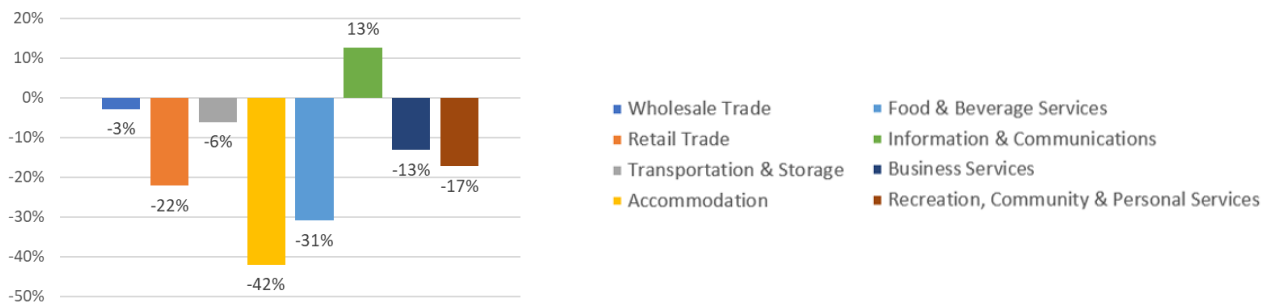 20%
10%
0%
-10%
-20%
-30%
-40%
-50%
-3%
-22%
-6%
-42%
-31%
13%
-13%
-17%
Wholesale Trade
Retail Trade
Transportation & Storage
Accommodation
Food & Beverage Services
Information & Communications
Business Services
Recreation, Community & Personal Services